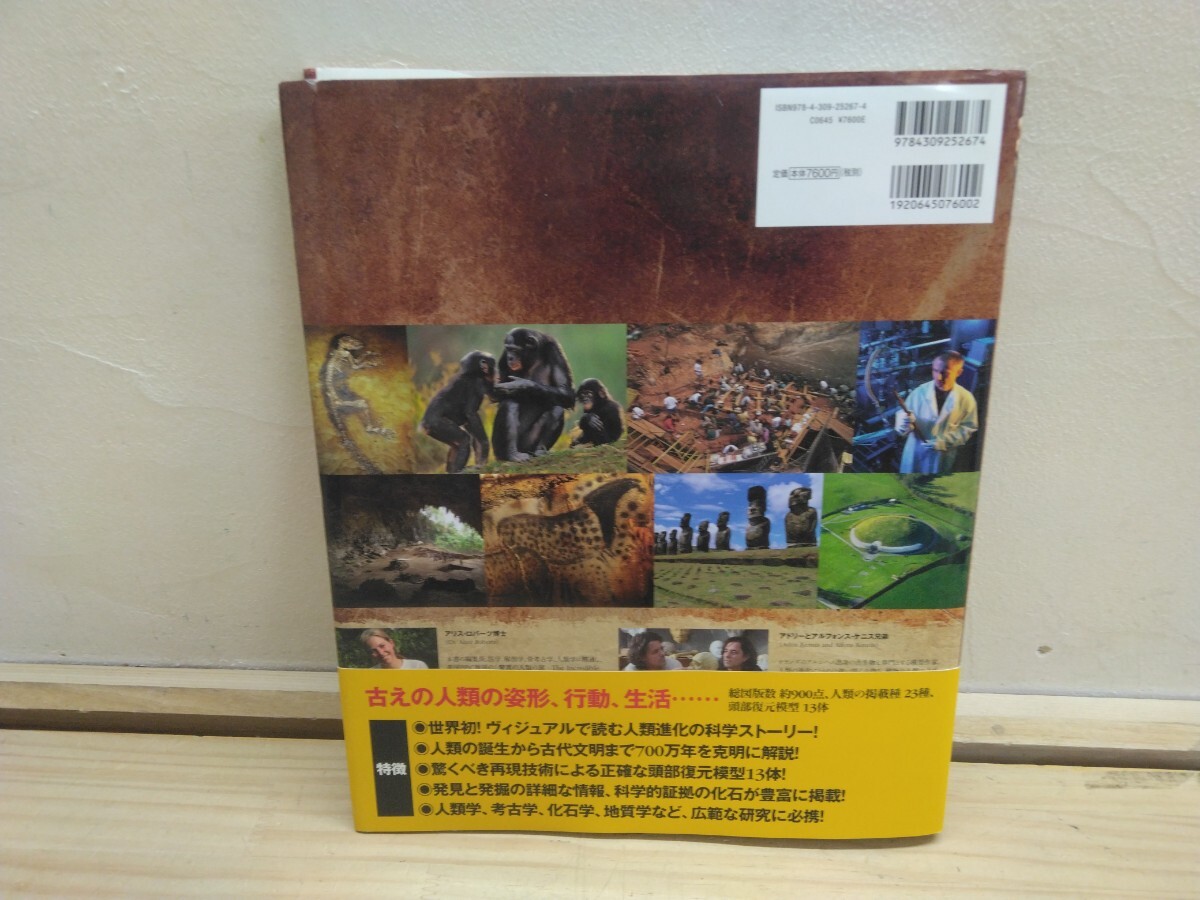 ISBN978-4-309-25267-4
C0645 ¥7600E
9784309252674
定価 本体7600円(税別)
1920645076002
アリス・ロバーツ博士
(Dr. Alice Roberts)
アドリーとアルフォンス・ケニス兄弟
古えの人類の姿形、行動、生活……
総図版数 約900点、人類の掲載種 23種、
頭部復元模型 13体
特徴
●世界初! ヴィジュアルで読む人類進化の科学ストーリー!
●人類の誕生から古代文明まで700万年を克明に解説!
●驚くべき再現技術による正確な頭部復元模型13体!
●発見と発掘の詳細な情報、科学的証拠の化石が豊富に掲載!
●人類学、考古学、化石学、地質学など、広範な研究に必携!